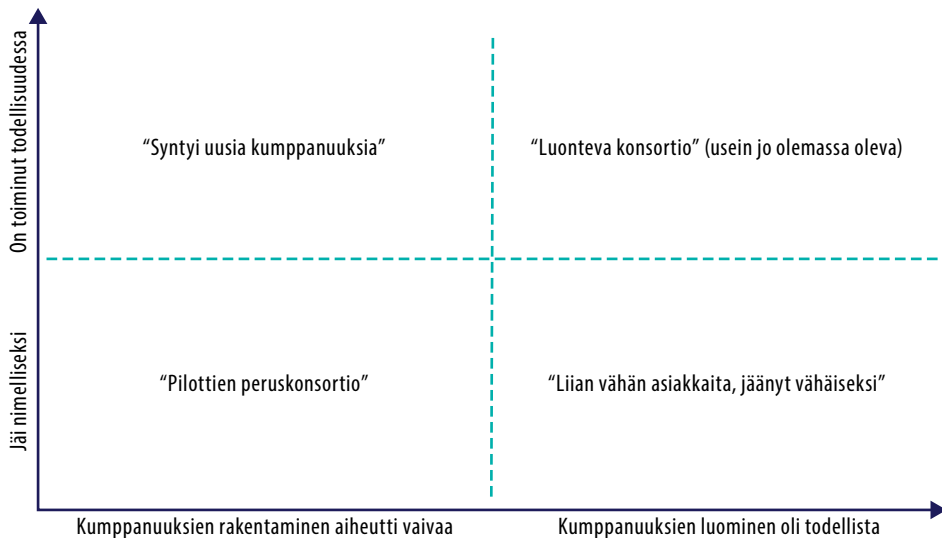 On toiminut todellisuudessa
“Syntyi uusia kumppanuuksia”
“Luonteva konsortio” (usein jo olemassa oleva)
Jäi nimelliseksi
“Pilottien peruskonsortio”
“Liian vähän asiakkaita, jäänyt vähäiseksi”
Kumppanuuksien rakentaminen aiheutti vaivaa
Kumppanuuksien luominen oli todellista